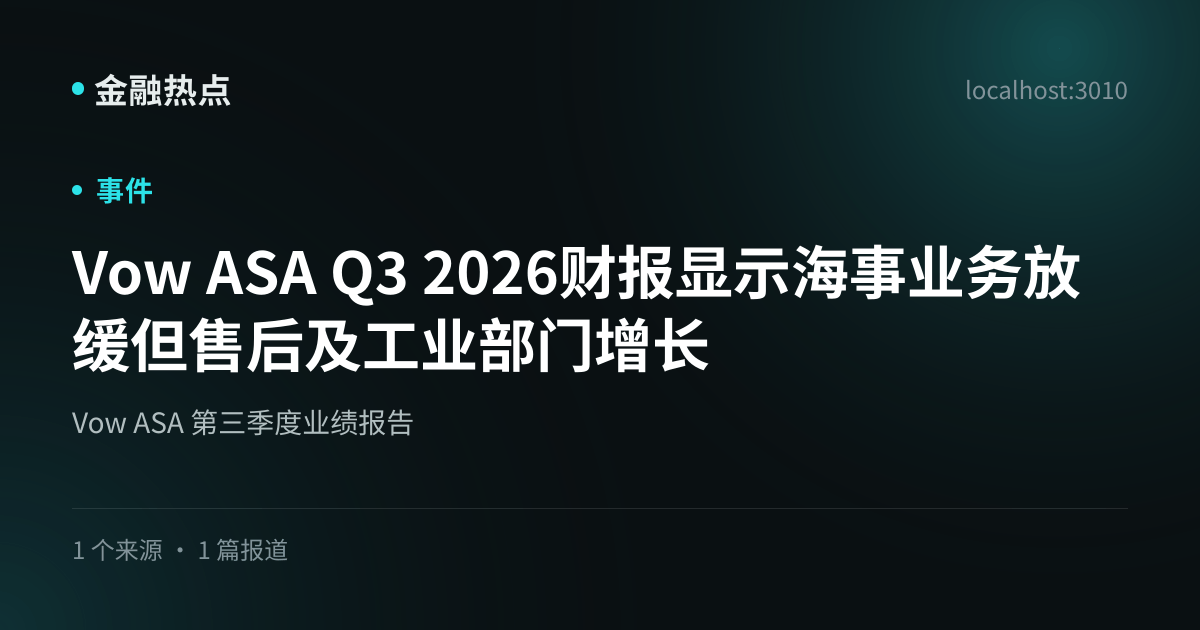 金融热点
localhost:3010
事件
Vow ASA Q3 2026财报显示海事业务放
缓但售后及工业部门增长
Vow ASA 第三季度业绩报告
1 个来源 · 1 篇报道